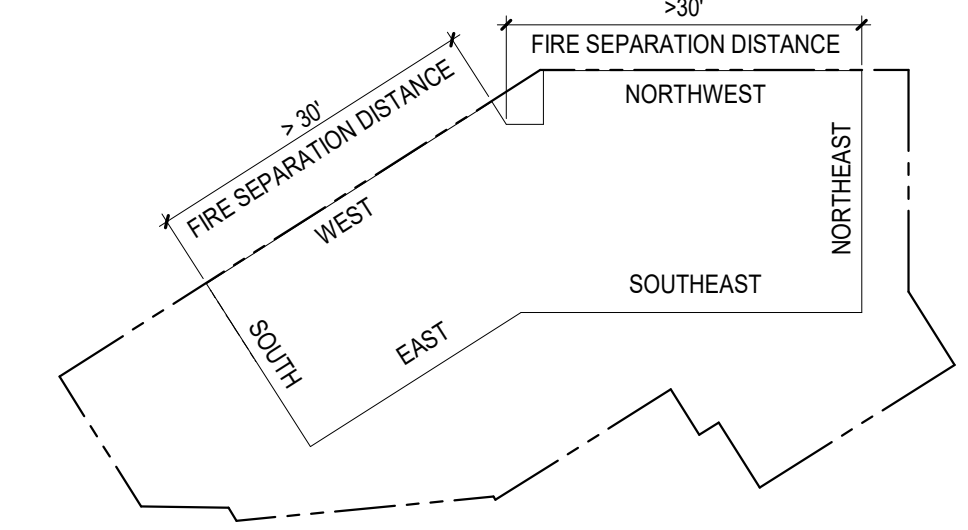 >30'
FIRE SEPARATION DISTANCE
NORTHWEST
> 30'
FIRE SEPARATION DISTANCE
WEST
NORTHEAST
SOUTHEAST
SOUTH
EAST